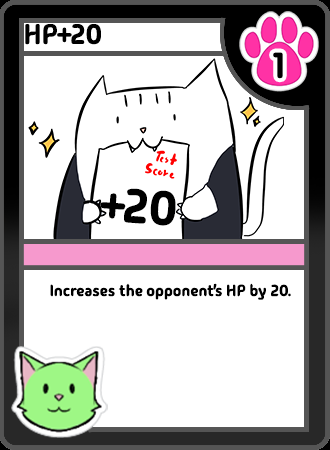 HP+20
1
Test
Score
+20
Increases the opponent's HP by 20.